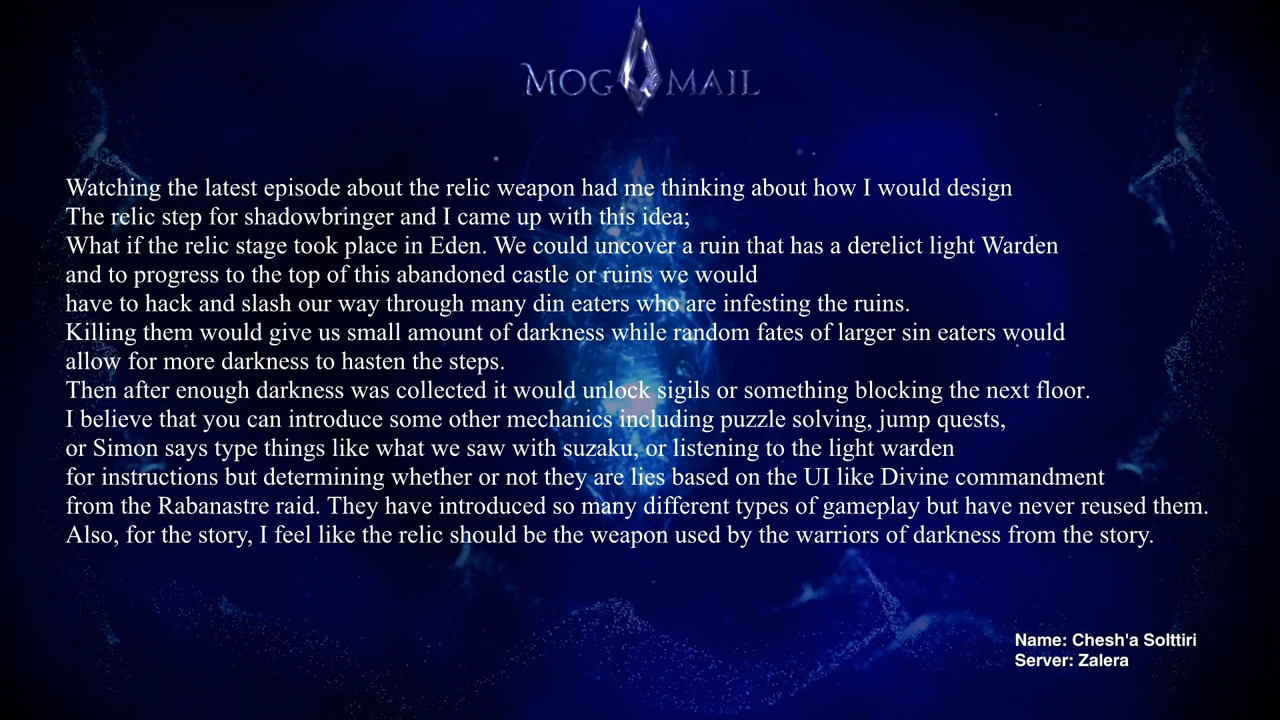 MOG MAIL
Watching the latest episode about the relic weapon had me thinking about how I would design
The relic step for shadowbringer and I came up with this idea;
What if the relic stage took place in Eden. We could uncover a ruin that has a derelict light Warden
and to progress to the top of this abandoned castle or ruins we would
have to hack and slash our way through many din eaters who are infesting the ruins.
Killing them would give us small amount of darkness while random fates of larger sin eaters would
allow for more darkness to hasten the steps.
Then after enough darkness was collected it would unlock sigils or something blocking the next floor.
I believe that you can introduce some other mechanics including puzzle solving, jump quests,
or Simon says type things like what we saw with suzaku, or listening to the light warden
for instructions but determining whether or not they are lies based on the UI like Divine commandment
from the Rabanastre raid. They have introduced so many different types of gameplay but have never reused them.
Also, for the story, I feel like the relic should be the weapon used by the warriors of darkness from the story.
Name: Chesh'a Solttiri
Server: Zalera